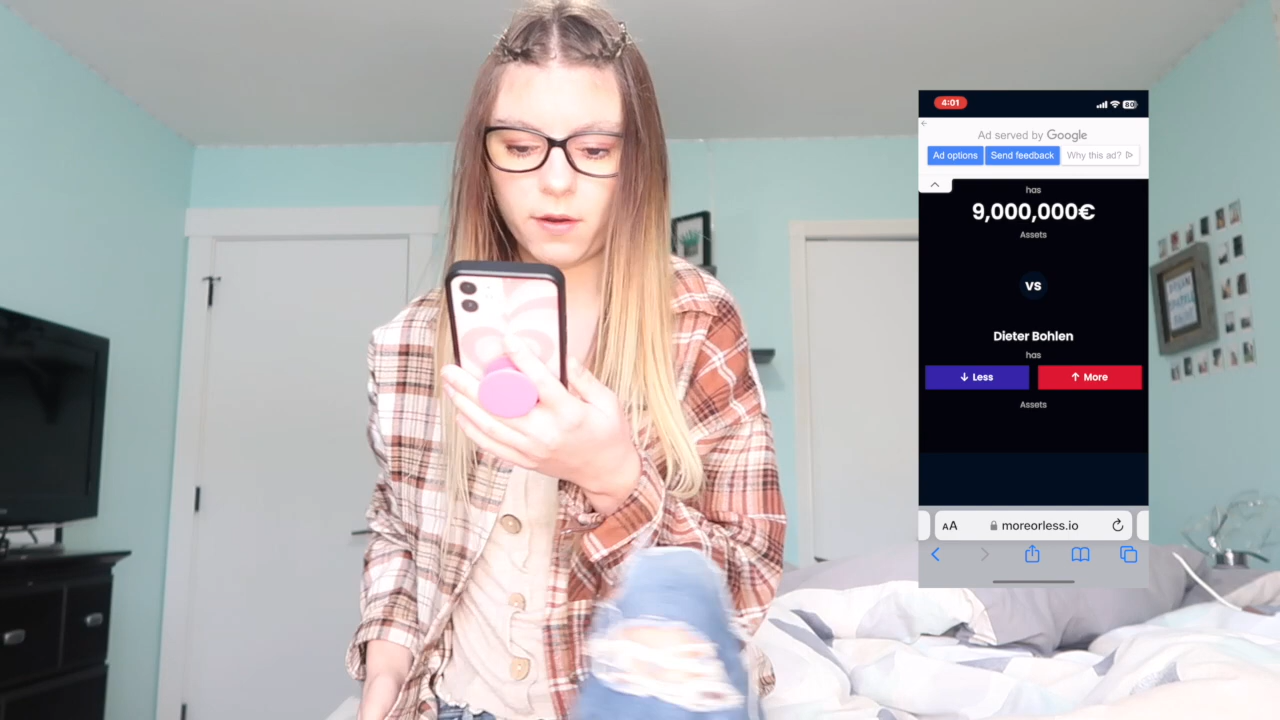 4:01
80
Ad served by Google
Ad options
Send feedback
Why this ad?
has
9,000,000€
Assets
VS
Dieter Bohlen
has
↓ Less
↑ More
Assets
AA
moreorless.io